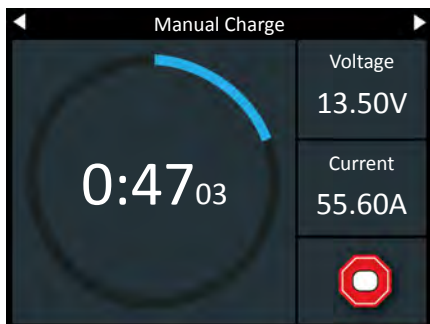 Manual Charge
0:47 03
Voltage
13.50V
Current
55.60A